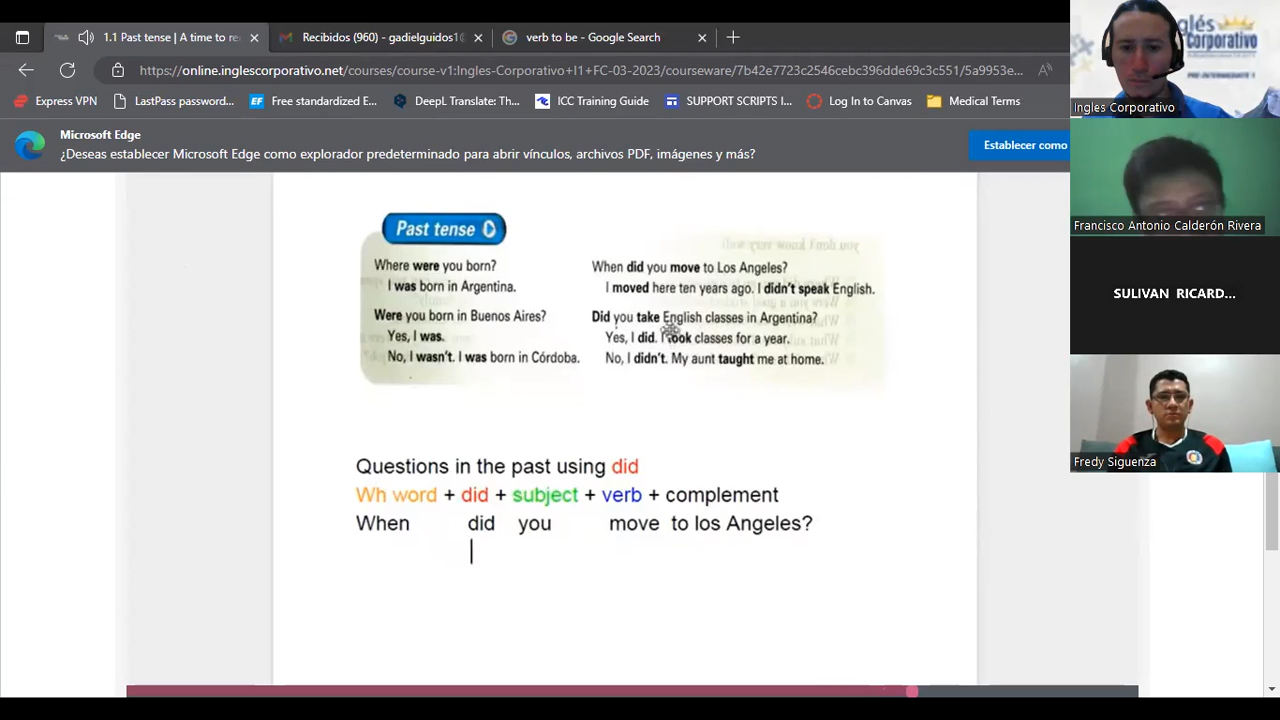 1.1 Past tense | A time to re
Recibidos (960) - gadielguidos1@
verb to be - Google Search
https://online.inglescorporativo.net/courses/course-v1:Ingles-Corporativo+I1+FC-03-2023/courseware/7b42e7723c2546cebc396dde69c3c551/5a9953e...
Express VPN
LastPass password...
EF
Free standardized E...
DeepL Translate: Th...
ICC Training Guide
SUPPORT SCRIPTS I...
Log In to Canvas
Medical Terms
Microsoft Edge
¿Deseas establecer Microsoft Edge como explorador predeterminado para abrir vínculos, archivos PDF, imágenes y más?
Establecer como
Past tense
Where were you born?
I was born in Argentina.
Were you born in Buenos Aires?
Yes, I was.
No, I wasn't. I was born in Córdoba.
When did you move to Los Angeles?
I moved here ten years ago. I didn't speak English.
Did you take English classes in Argentina?
Yes, I did. I took classes for a year.
No, I didn't. My aunt taught me at home.
Questions in the past using did
Wh word + did + subject + verb + complement
When did you move to los Angeles?
Inglés
Corporativo
PRE-INTERMEDIATE 1
Ingles Corporativo
Francisco Antonio Calderón Rivera
SULIVAN RICARD...
Fredy Siguenza